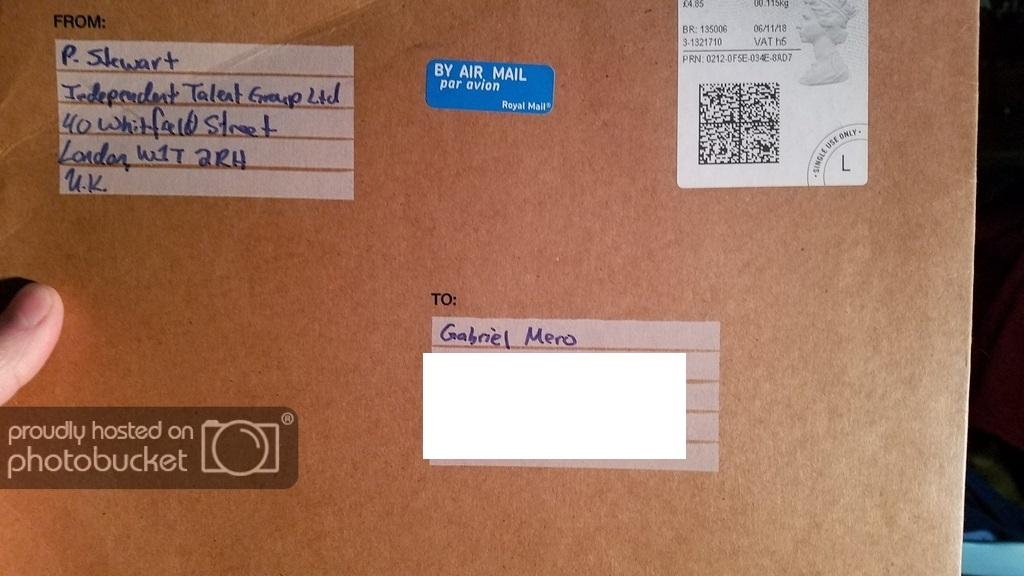 FROM:
P. Stewart
Independent Talent Group Ltd
40 Whitfield Street
London W1T 2RH
U.K.
BY AIR MAIL
par avion
Royal Mail®
£4.85 00.115kg
BR: 135006 06/11/18
3-1321710 VAT h5
PRN: 0212-0F5E-034E-8AD7
• SINGLE USE ONLY •
L
TO:
Gabriel Mero
proudly hosted on
photobucket®